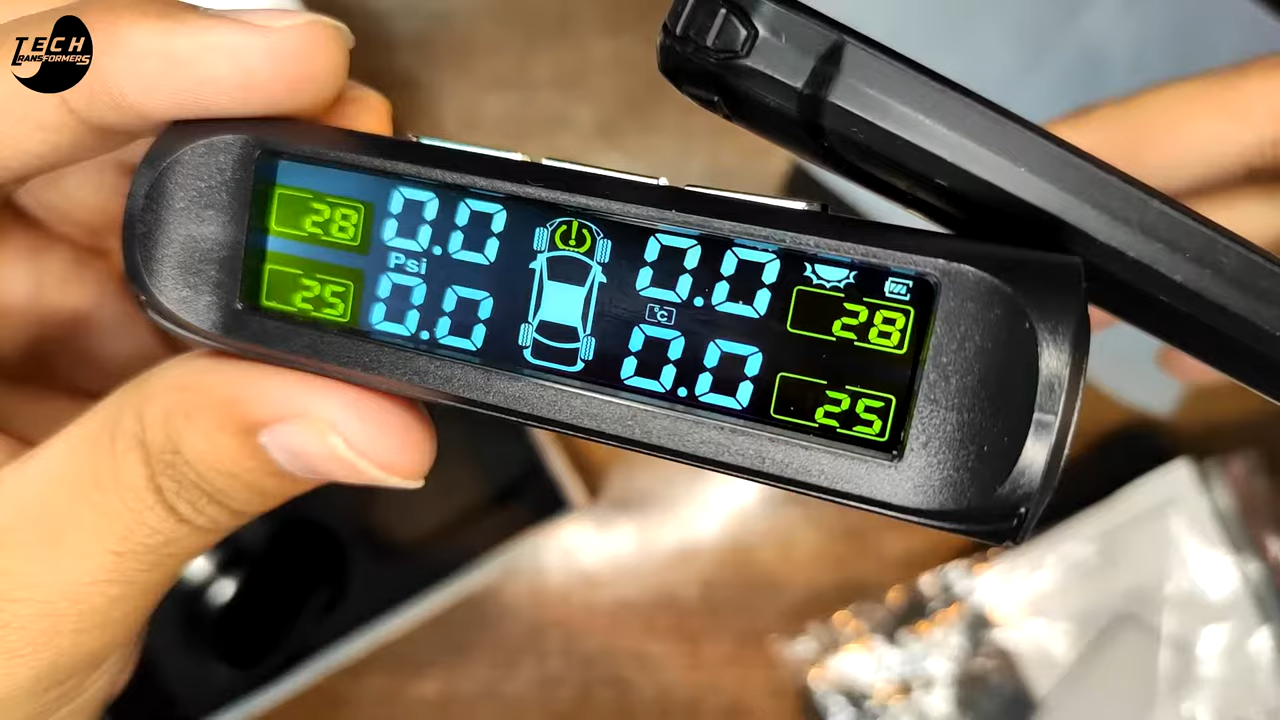 TECH
TRANSFORMERS
28 0.0 0.0
Psi
25 0.0 0.0
℃
28
25